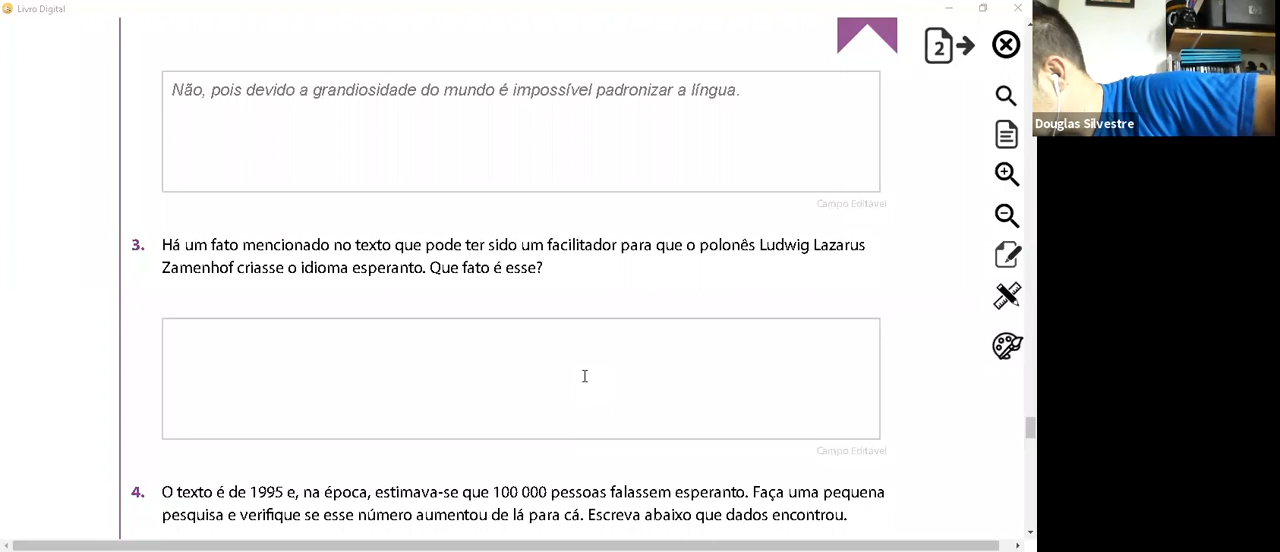 Livro Digital
2
Não, pois devido a grandiosidade do mundo é impossível padronizar a língua.
Douglas Silvestre
Campo Editável
3. Há um fato mencionado no texto que pode ter sido um facilitador para que o polonês Ludwig Lazarus
Zamenhof criasse o idioma esperanto. Que fato é esse?
Campo Editável
4. O texto é de 1995 e, na época, estimava-se que 100 000 pessoas falassem esperanto. Faça uma pequena
pesquisa e verifique se esse número aumentou de lá para cá. Escreva abaixo que dados encontrou.